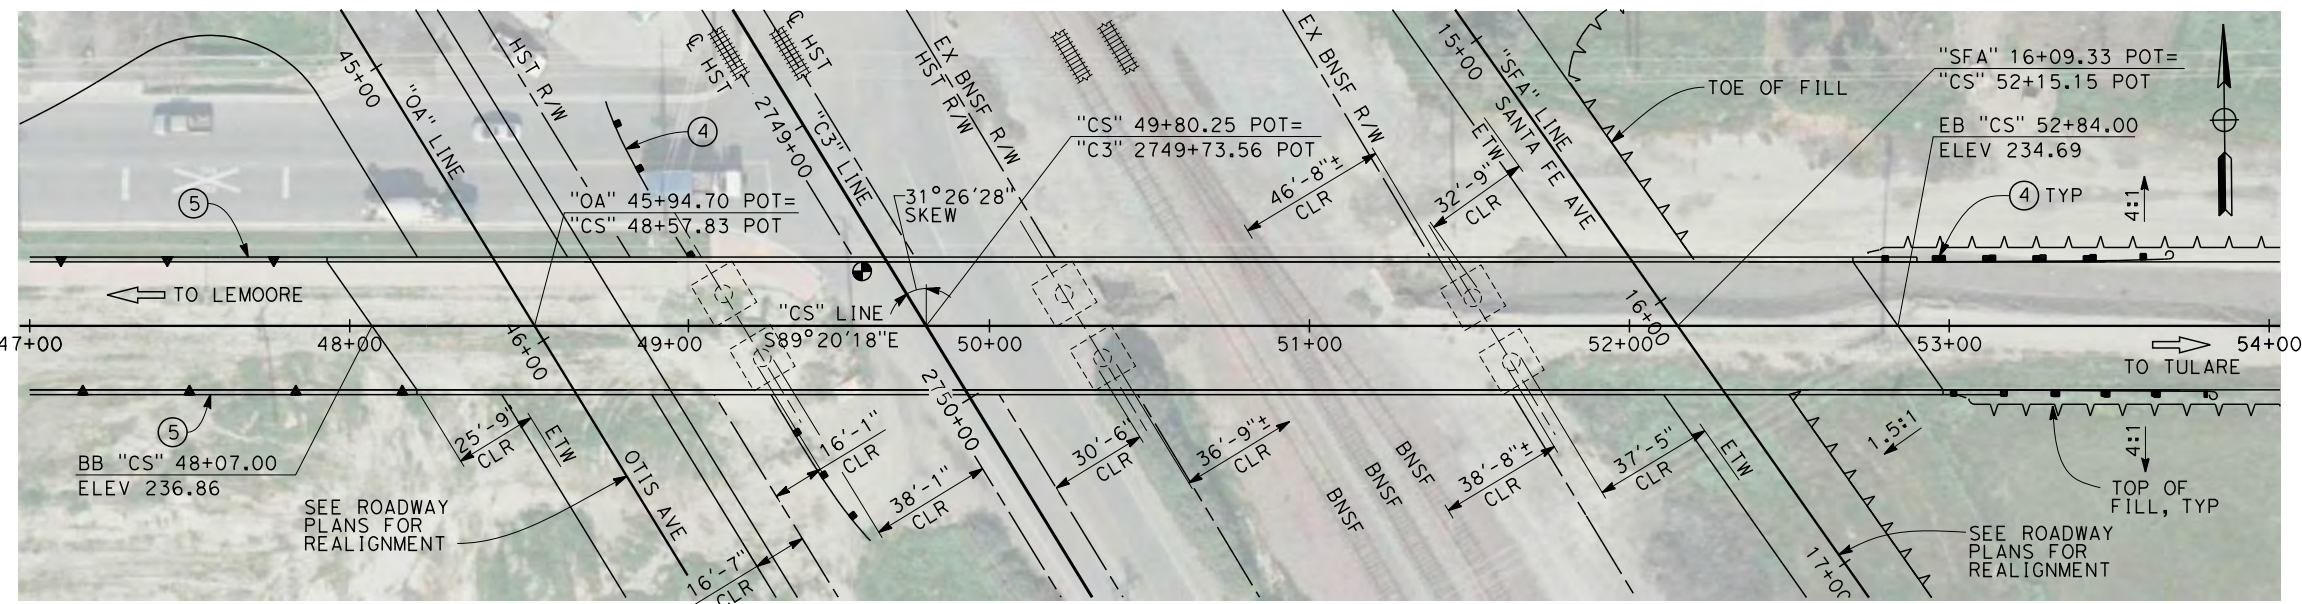 45+00
"OA" LINE
HST R/W
℄ HST
℄ HST
2749+00
"C3" LINE
EX BNSF R/W
HST R/W
EX BNSF R/W
15+00
"SFA" LINE
SANTA FE AVE
ETW
TOE OF FILL
"SFA" 16+09.33 POT=
"CS" 52+15.15 POT
EB "CS" 52+84.00
ELEV 234.69
4 TYP
4:1
4
"CS" 49+80.25 POT=
"C3" 2749+73.56 POT
46'-8"±
CLR
32'-9"
CLR
5
"OA" 45+94.70 POT=
"CS" 48+57.83 POT
31°26'28"
SKEW
TO LEMOORE
"CS" LINE
S89°20'18"E
47+00
48+00
46+00
49+00
50+00
51+00
52+00
16+00
53+00
54+00
TO TULARE
2750+00
5
BB "CS" 48+07.00
ELEV 236.86
25'-9"
CLR
ETW
OTIS AVE
16'-1"
CLR
38'-1"
CLR
30'-6"
CLR
36'-9"±
CLR
BNSF
BNSF
BNSF
38'-8"±
CLR
37'-5"
CLR
ETW
1.5:1
4:1
TOP OF
FILL, TYP
SEE ROADWAY
PLANS FOR
REALIGNMENT
16'-7"
CLR
17+00
SEE ROADWAY
PLANS FOR
REALIGNMENT